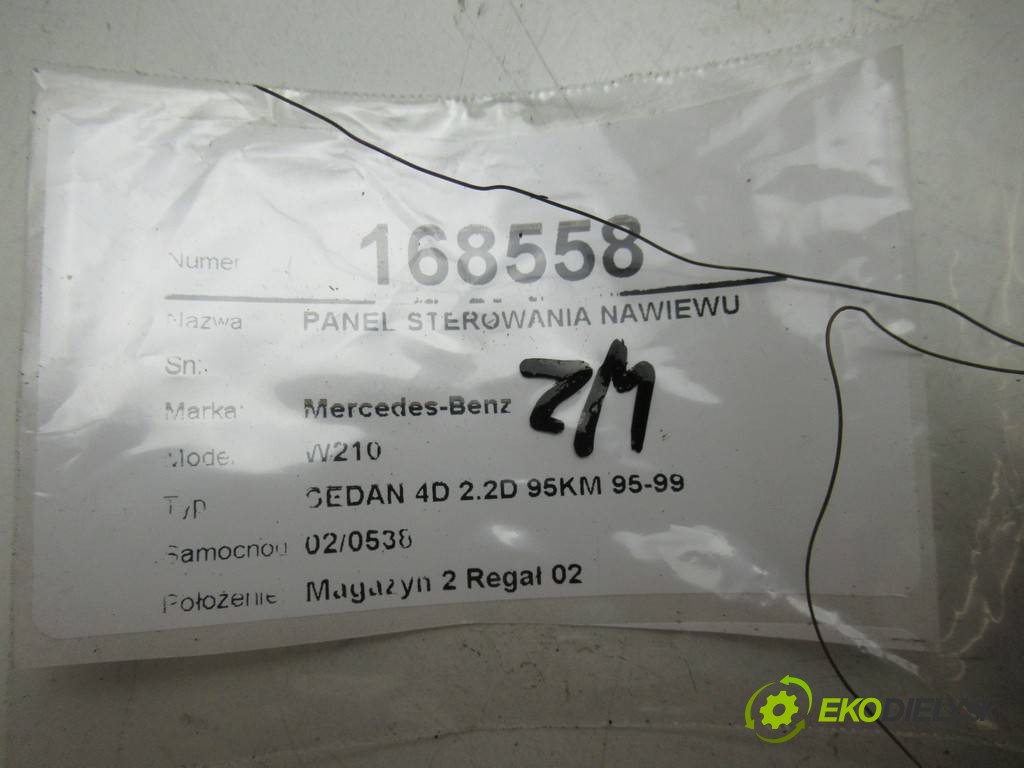 Numer 168558
Nazwa PANEL STEROWANIA NAWIEWU
Sn:
Marka: Mercedes-Benz
ZM
Model W210
Typ SEDAN 4D 2.2D 95KM 95-99
Samochód 02/0538
Położenie Magazyn 2 Regał 02
EKODIELY